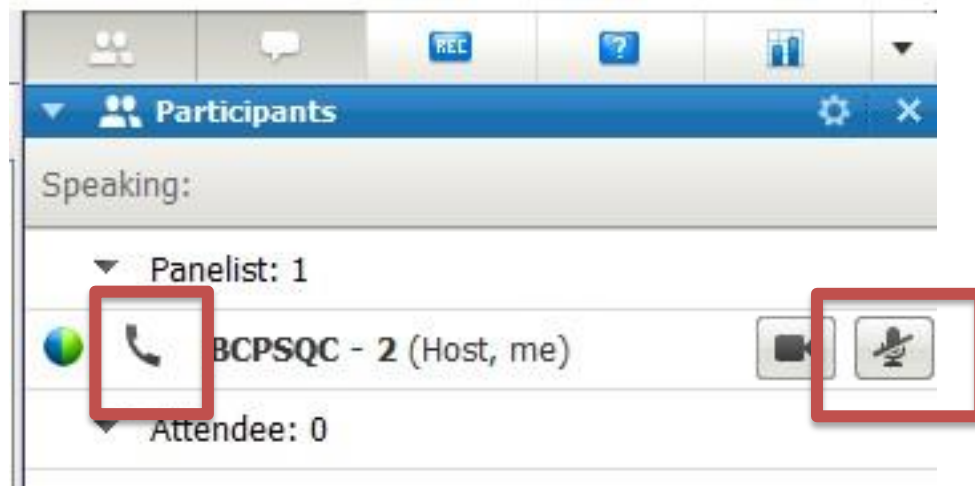 REC ?
Participants
Speaking:
Panelist: 1
BCPSQC - 2 (Host, me)
Attendee: 0